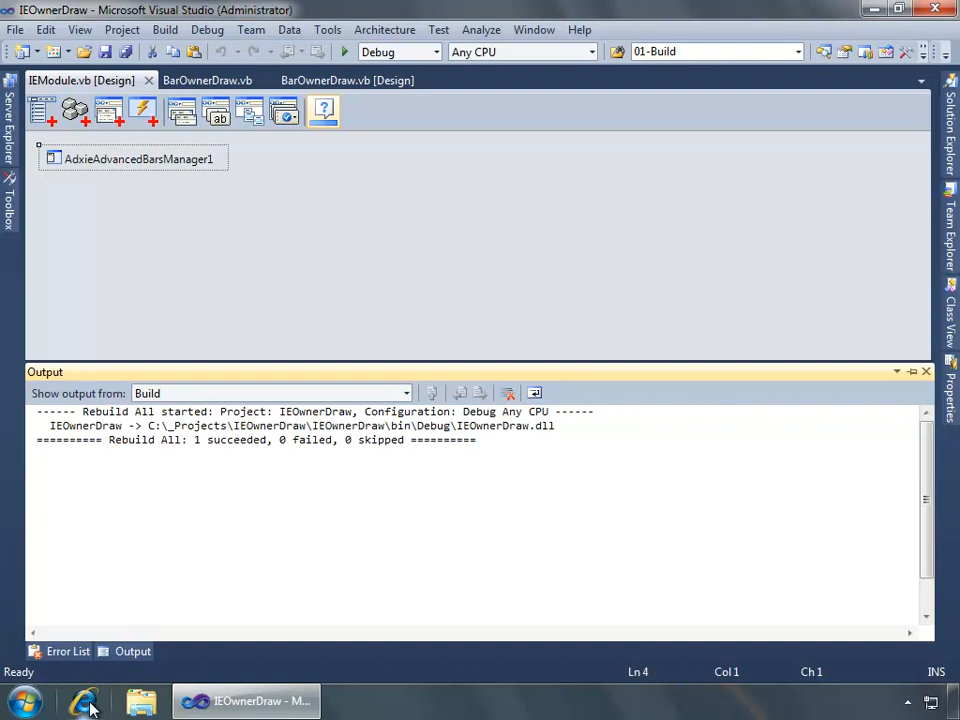 IEOwnerDraw - Microsoft Visual Studio (Administrator)
File Edit View Project Build Debug Team Data Tools Architecture Test Analyze Window Help
Debug Any CPU 01-Build
IEModule.vb [Design] BarOwnerDraw.vb BarOwnerDraw.vb [Design]
ab
AdxieAdvancedBarsManager1
Server Explorer
Toolbox
Solution Explorer
Team Explorer
Class View
Properties
Output
Show output from: Build
------ Rebuild All started: Project: IEOwnerDraw, Configuration: Debug Any CPU ------
IEOwnerDraw -> C:\_Projects\IEOwnerDraw\IEOwnerDraw\bin\Debug\IEOwnerDraw.dll
========== Rebuild All: 1 succeeded, 0 failed, 0 skipped ==========
Error List Output
Ready Ln 4 Col 1 Ch 1 INS
IEOwnerDraw - M...